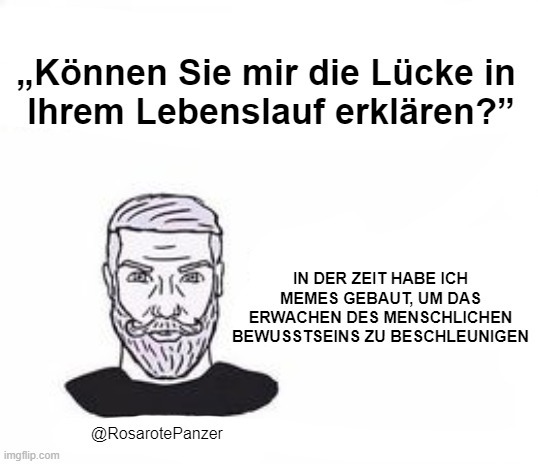 „Können Sie mir die Lücke in
Ihrem Lebenslauf erklären?”
IN DER ZEIT HABE ICH
MEMES GEBAUT, UM DAS
ERWACHEN DES MENSCHLICHEN
BEWUSSTSEINS ZU BESCHLEUNIGEN
@RosarotePanzer
imgflip.com